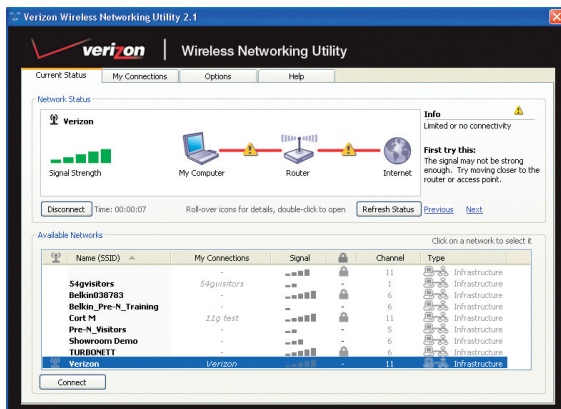 Verizon Wireless Networking Utility 2.1
verizon | Wireless Networking Utility
Current Status My Connections Options Help
Network Status
Verizon
Signal Strength
My Computer Router Internet
Info
Limited or no connectivity
First try this:
The signal may not be strong
enough. Try moving closer to the
router or access point.
Disconnect Time: 00:00:07 Roll-over icons for details, double-click to open Refresh Status Previous Next
Available Networks
Click on a network to select it
Name (SSID) My Connections Signal Channel Type
- 11 Infrastructure
54gvisitors 54gvisitors - 1 Infrastructure
Belkin038783 - 6 Infrastructure
Belkin_Pre-N_Training - - 6 Infrastructure
Cort M 11g test 11 Infrastructure
Pre-N_Visitors - - 5 Infrastructure
Showroom Demo - - 6 Infrastructure
TURBONETT - 6 Infrastructure
Verizon Verizon - 11 Infrastructure
Connect